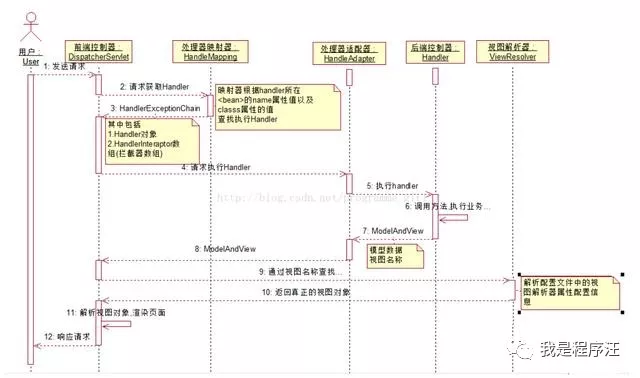 用户：
User
前端控制器：
DispatcherServlet
处理器映射器：
HandleMapping
处理器适配器：
HandleAdapter
后端控制器：
Handler
视图解析器：
ViewResolver
1: 发送请求
2: 请求获取Handler
映射器根据handler所在
<bean>的name属性值以及
classs属性的值
查找执行Handler
3: HandlerExceptionChain
其中包括
1.Handler对象
2.HandlerInteraptor数
组(拦截器数组)
4: 请求执行Handler
5: 执行handler
6: 调用方法,执行业务...
7: ModelAndView
模型数据
视图名称
8: ModelAndView
9: 通过视图名称查找...
解析配置文件中的视
图解析器属性配置信
息
10: 返回真正的视图对象
11: 解析视图对象,渲染页面
12: 响应请求
我是程序汪